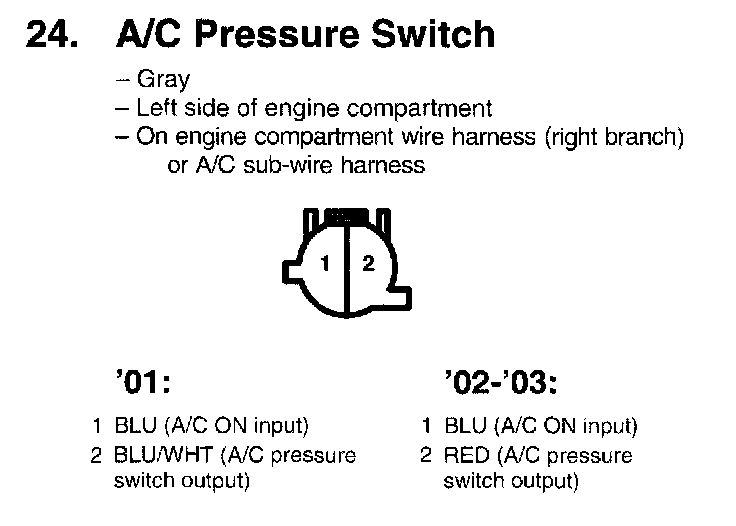 24. A/C Pressure Switch
– Gray
– Left side of engine compartment
– On engine compartment wire harness (right branch)
or A/C sub-wire harness
1 2
'01:
1 BLU (A/C ON input)
2 BLU/WHT (A/C pressure
switch output)
'02-'03:
1 BLU (A/C ON input)
2 RED (A/C pressure
switch output)